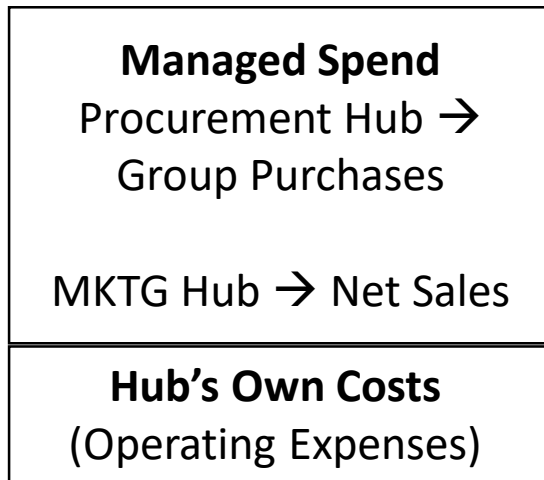 Managed Spend
Procurement Hub →
Group Purchases
MKTG Hub → Net Sales
Hub's Own Costs
(Operating Expenses)